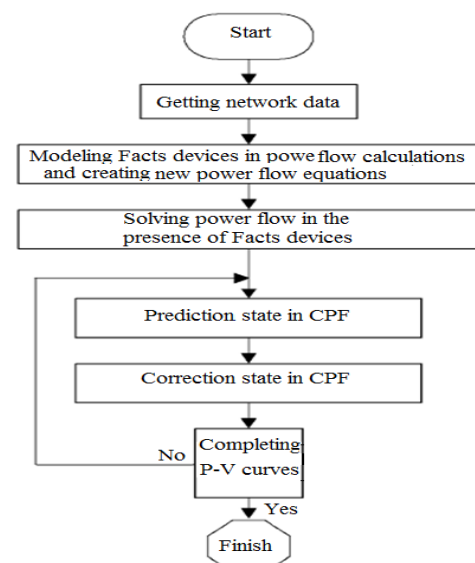 Start
Getting network data
Modeling Facts devices in powe flow calculations
and creating new power flow equations
Solving power flow in the
presence of Facts devices
Prediction state in CPF
Correction state in CPF
Completing
P-V curves
No
Yes
Finish